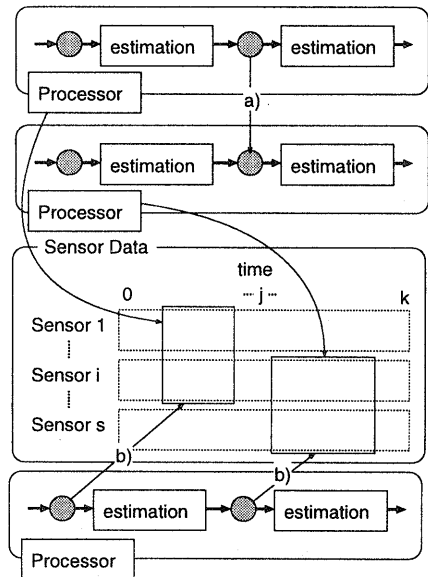 estimation estimation
Processor
a)
estimation estimation
Processor
Sensor Data
time
0 ··· j ··· k
Sensor 1
Sensor i
Sensor s
b) b)
estimation estimation
Processor